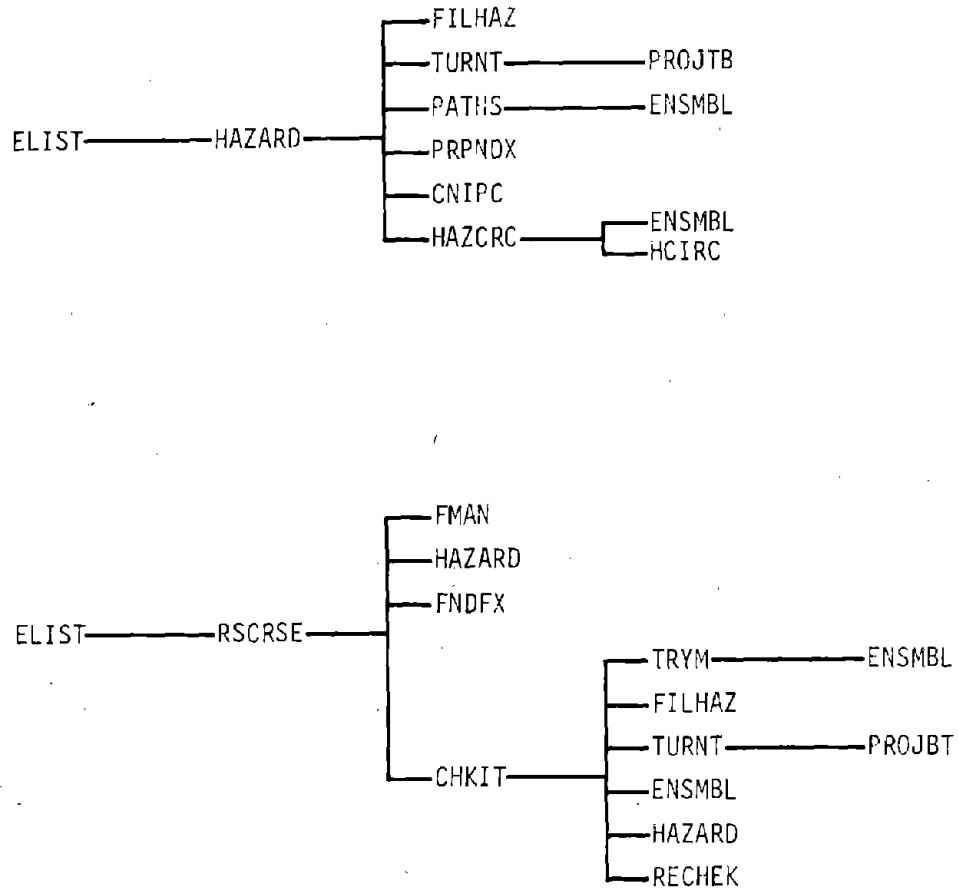 FILHAZ
TURNT PROJTB
PATHS ENSMBL
ELIST HAZARD
PRPNDX
CNIPC
ENSMBL
HAZCRC
HCIRC
FMAN
HAZARD
FNDFX
ELIST RSCRSE
TRYM ENSMBL
FILHAZ
TURNT PROJBT
CHKIT
ENSMBL
HAZARD
RECHEK